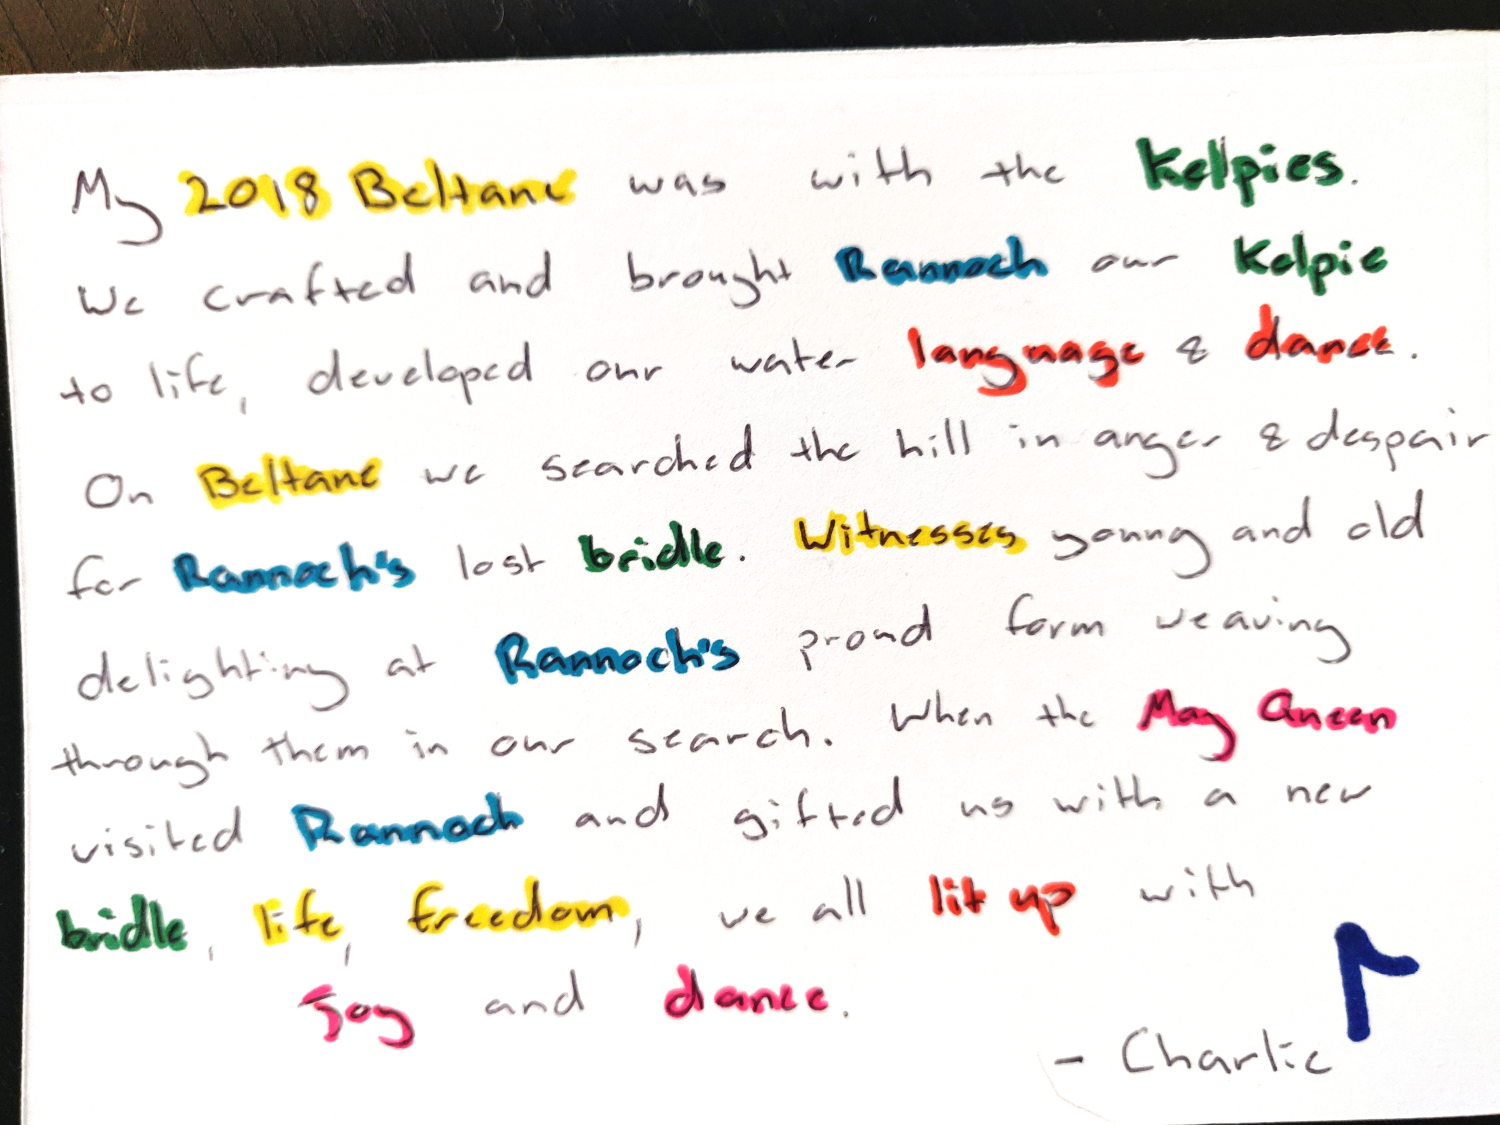 My 2018 Beltane was with the Kelpies.
We crafted and brought Rannoch our Kelpie
to life, developed our water language & dance.
On Beltane we searched the hill in anger & despair
for Rannoch's lost bridle. Witnesses young and old
delighting at Rannoch's proud form weaving
through them in our search. When the May Queen
visited Rannoch and gifted us with a new
bridle, life, freedom, we all lit up with
Joy and dance.
- Charlie